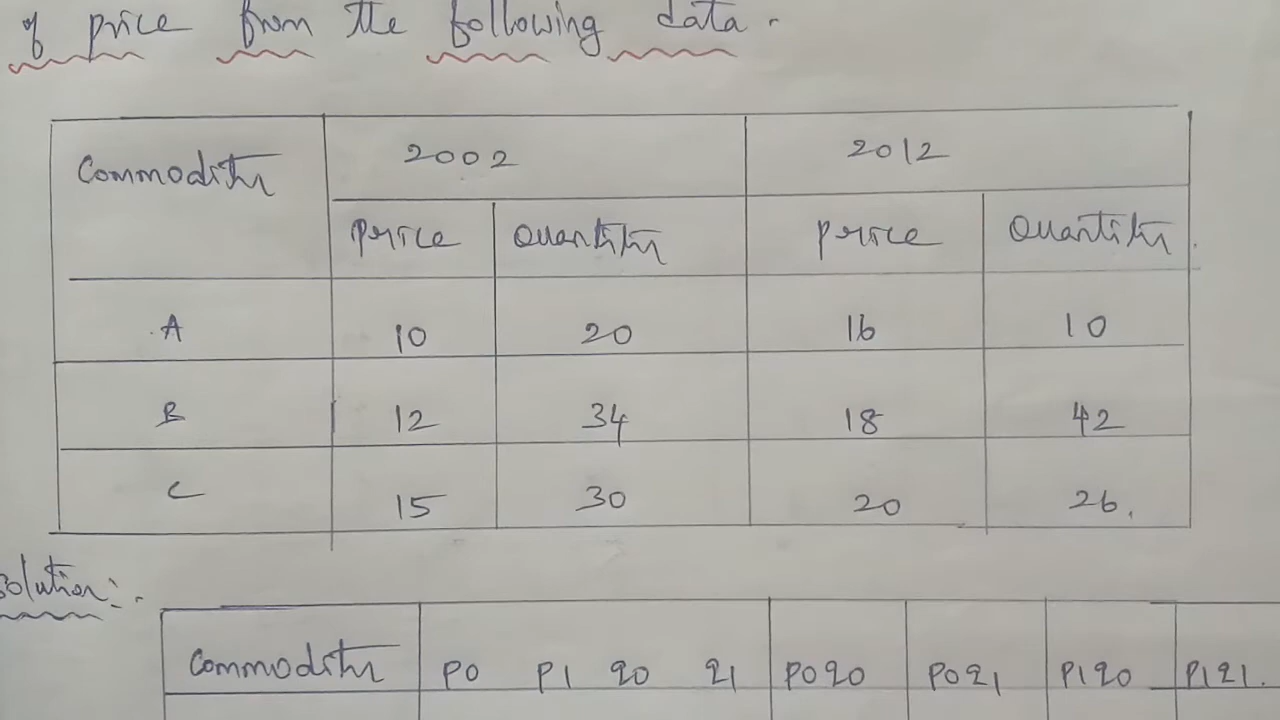 of price from the following data.
Commodity 2002 2012
Price Quantity Price Quantity
A 10 20 16 10
B 12 34 18 42
C 15 30 20 26.
Solution:-
Commodity P0 P1 q0 q1 P0q0 P0q1 P1q0 P1q1.